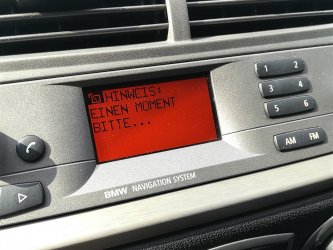 HINWEIS:
EINEN MOMENT
BITTE...
1 2
3 4
5 6
AM FM
BMW NAVIGATION SYSTEM